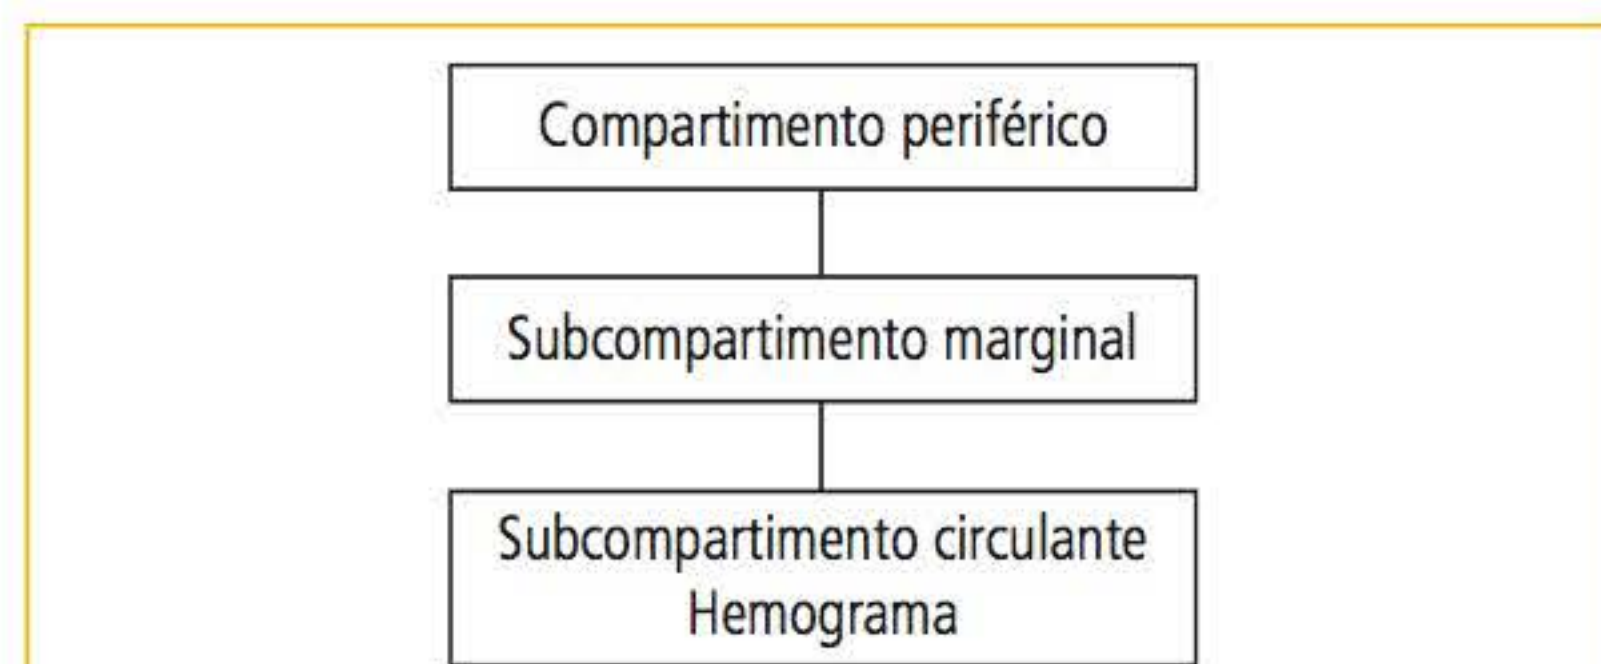 Compartimento periférico
Subcompartimento marginal
Subcompartimento circulante
Hemograma